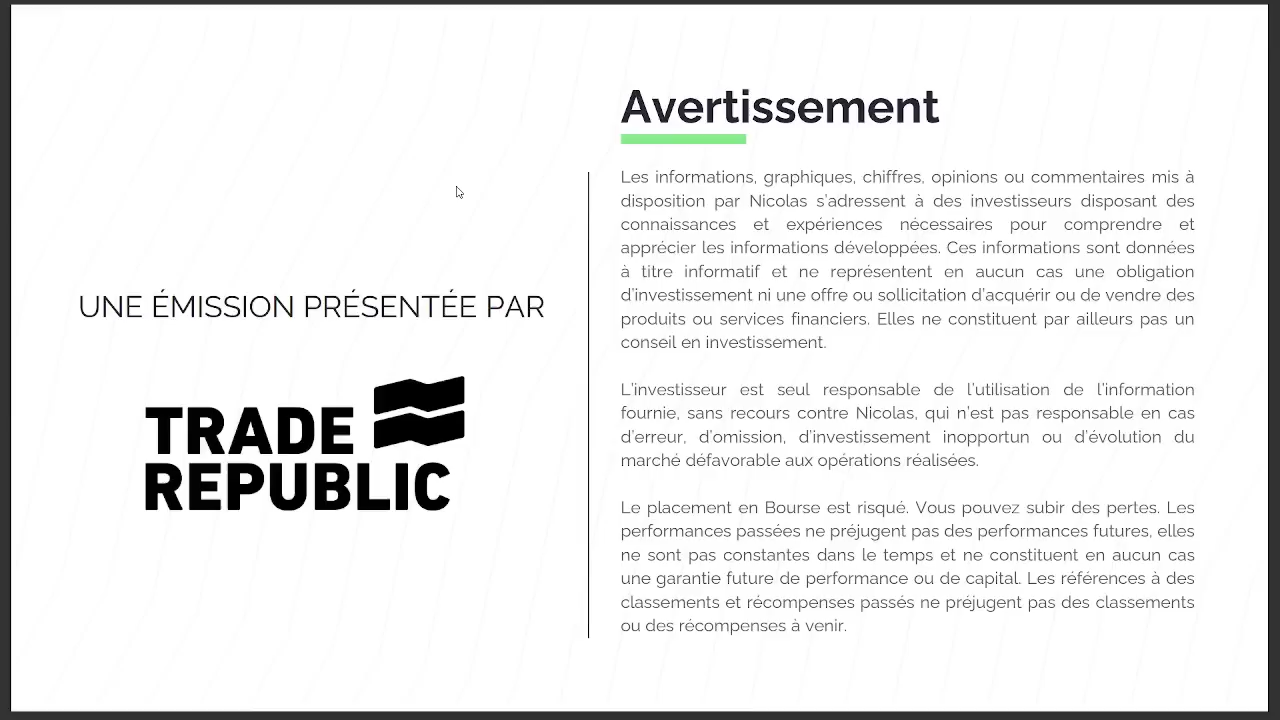 UNE ÉMISSION PRÉSENTÉE PAR
TRADE
REPUBLIC
Avertissement
Les informations, graphiques, chiffres, opinions ou commentaires mis à
disposition par Nicolas s'adressent à des investisseurs disposant des
connaissances et expériences nécessaires pour comprendre et
apprécier les informations développées. Ces informations sont données
à titre informatif et ne représentent en aucun cas une obligation
d'investissement ni une offre ou sollicitation d'acquérir ou de vendre des
produits ou services financiers. Elles ne constituent par ailleurs pas un
conseil en investissement.
L'investisseur est seul responsable de l'utilisation de l'information
fournie, sans recours contre Nicolas, qui n'est pas responsable en cas
d'erreur, d'omission, d'investissement inopportun ou d'évolution du
marché défavorable aux opérations réalisées.
Le placement en Bourse est risqué. Vous pouvez subir des pertes. Les
performances passées ne préjugent pas des performances futures, elles
ne sont pas constantes dans le temps et ne constituent en aucun cas
une garantie future de performance ou de capital. Les références à des
classements et récompenses passés ne préjugent pas des classements
ou des récompenses à venir.